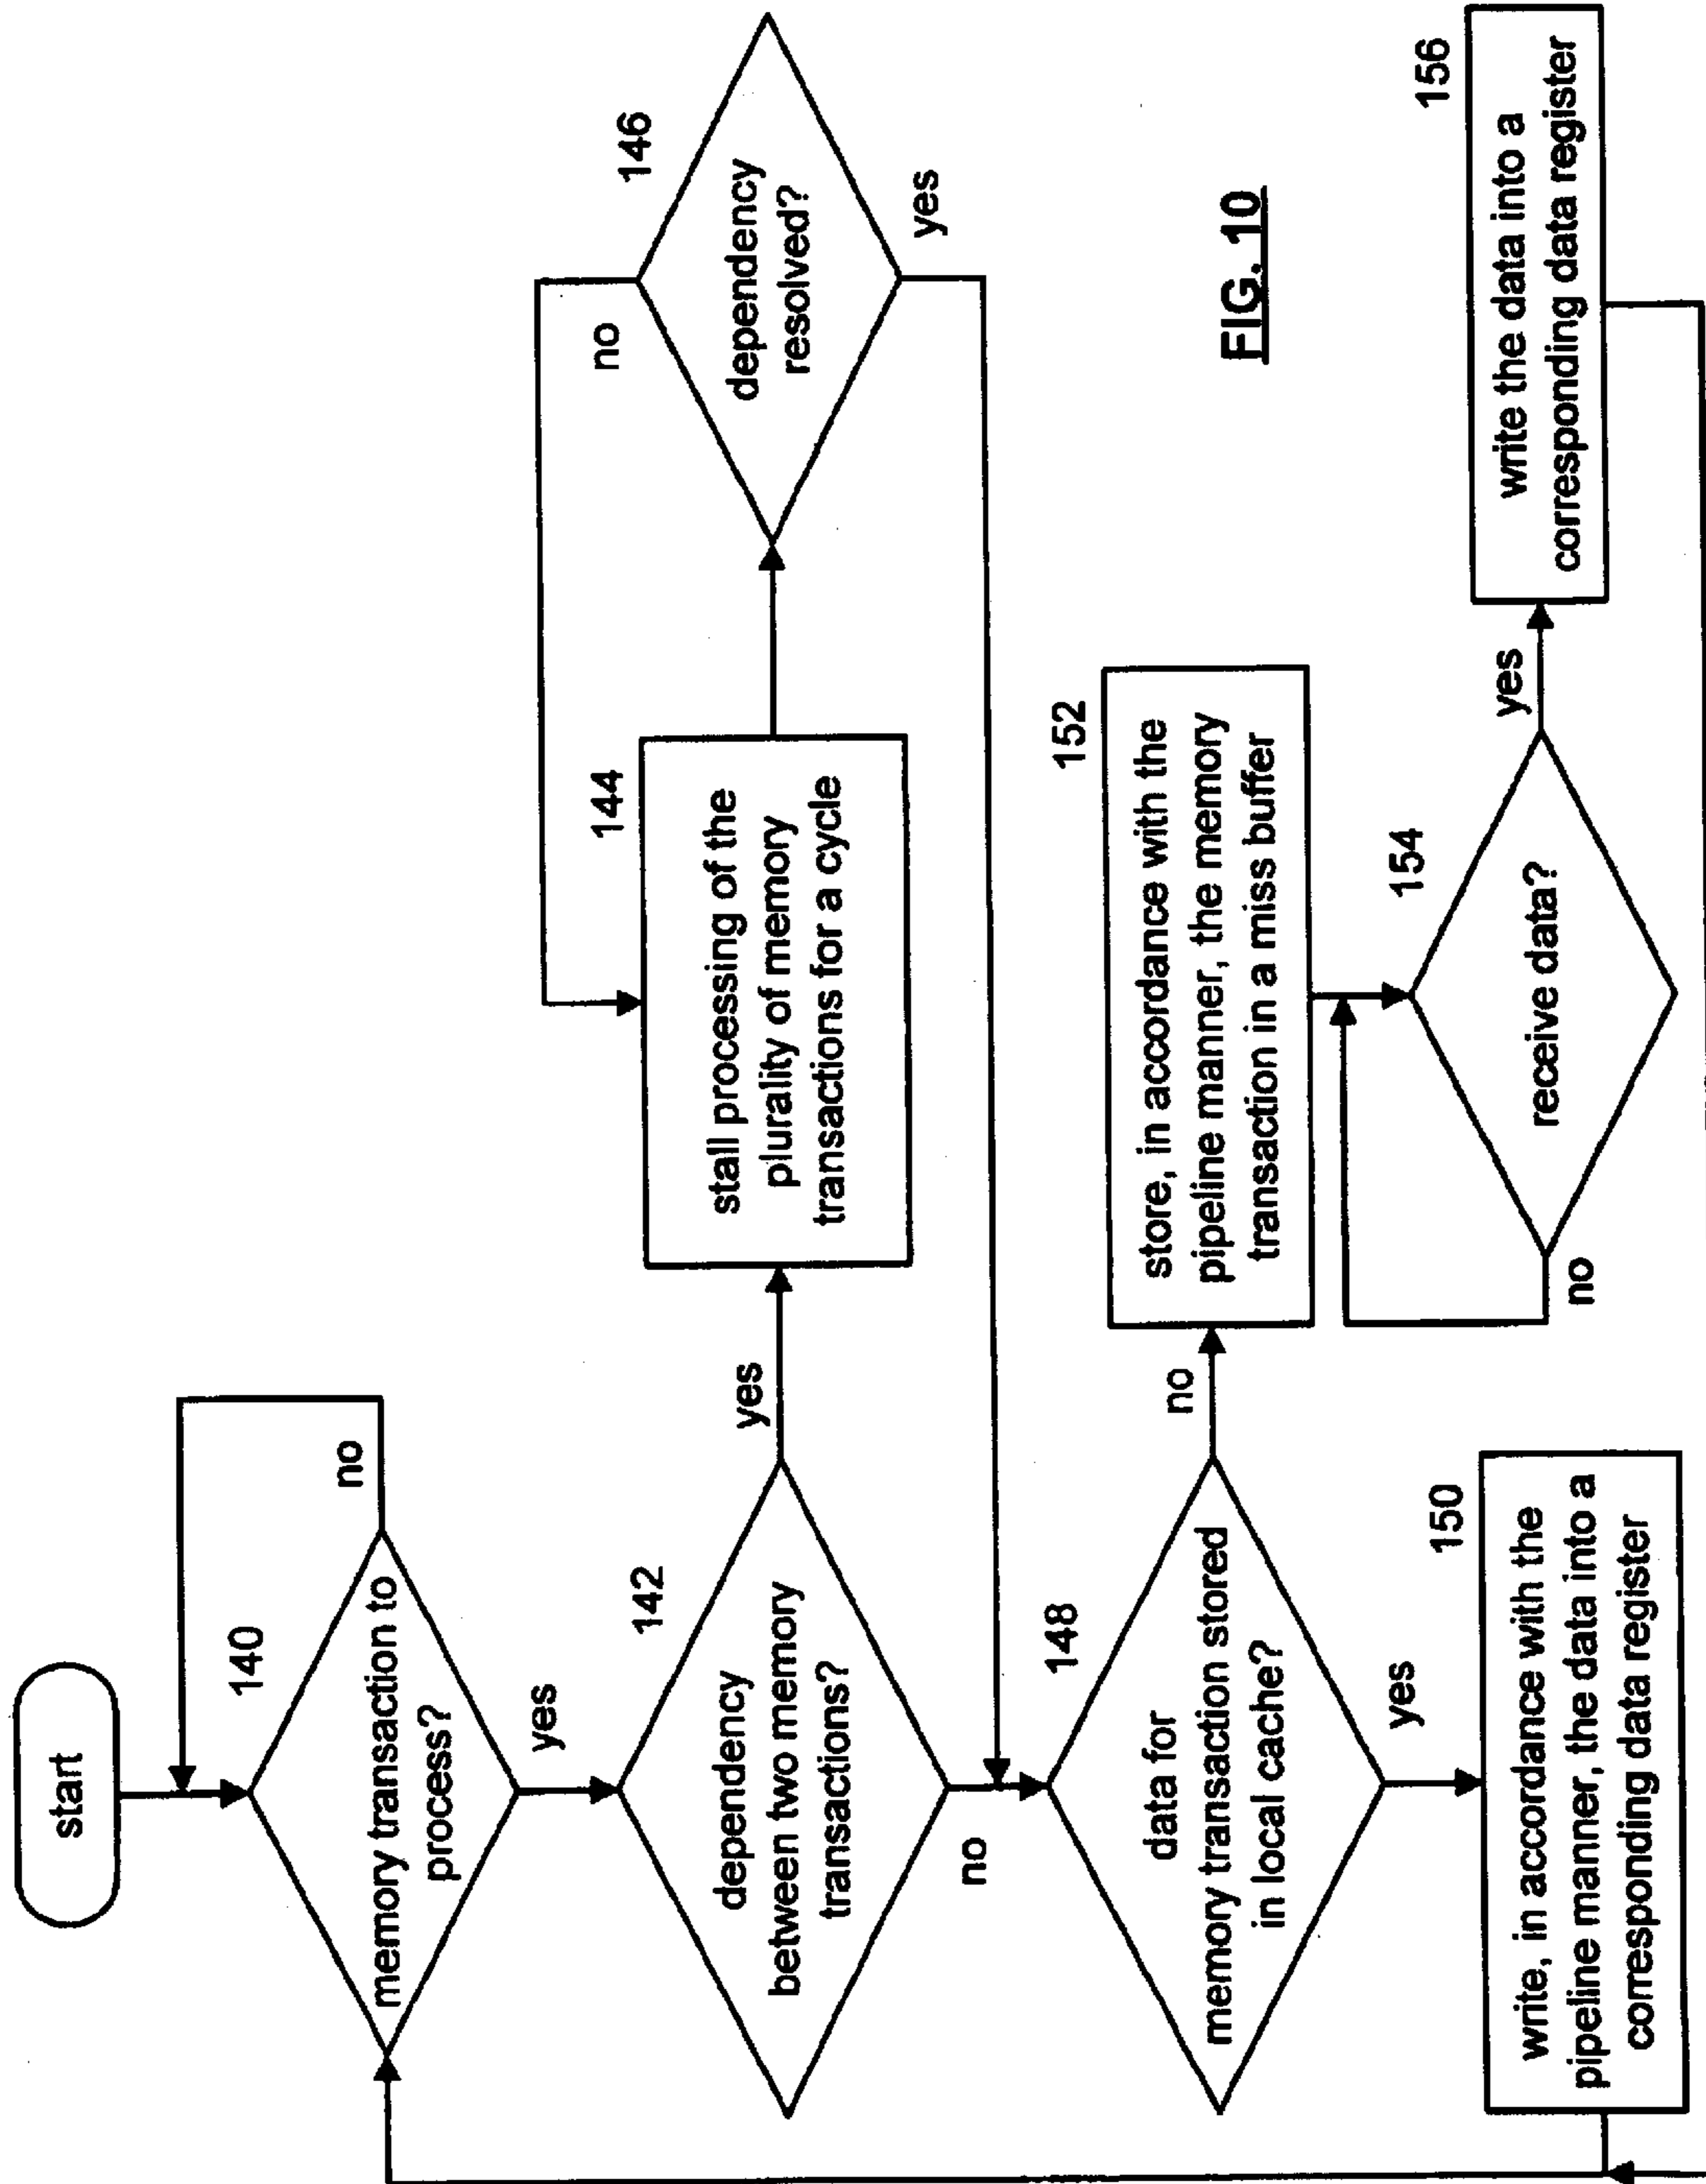 start
140
memory transaction to
process?
no
yes
142
dependency
between two memory
transactions?
yes
no
144
stall processing of the
plurality of memory
transactions for a cycle
146
dependency
resolved?
no
yes
148
data for
memory transaction stored
in local cache?
no
yes
150
write, in accordance with the
pipeline manner, the data into a
corresponding data register
152
store, in accordance with the
pipeline manner, the memory
transaction in a miss buffer
154
receive data?
no
yes
156
write the data into a
corresponding data register
FIG. 10